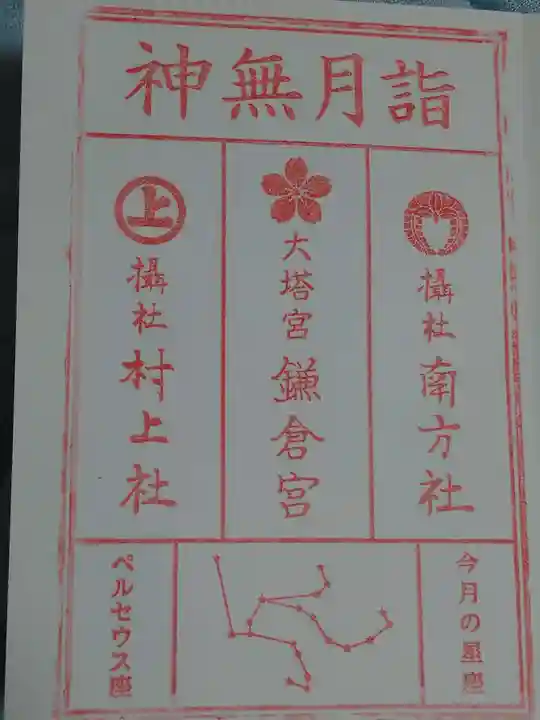 神無月詣
攝社 南方社
大塔宮 鎌倉宮
上
攝社 村上社
今月の星座
ペルセウス座